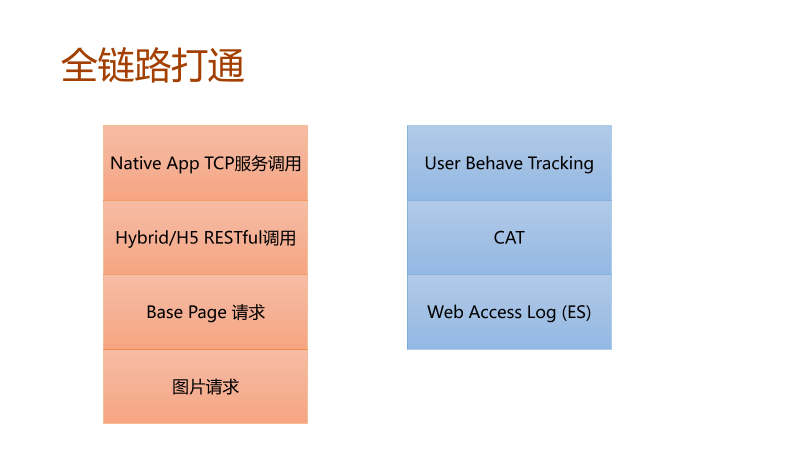 全链路打通
Native App TCP服务调用
Hybrid/H5 RESTful调用
Base Page 请求
图片请求
User Behave Tracking
CAT
Web Access Log (ES)